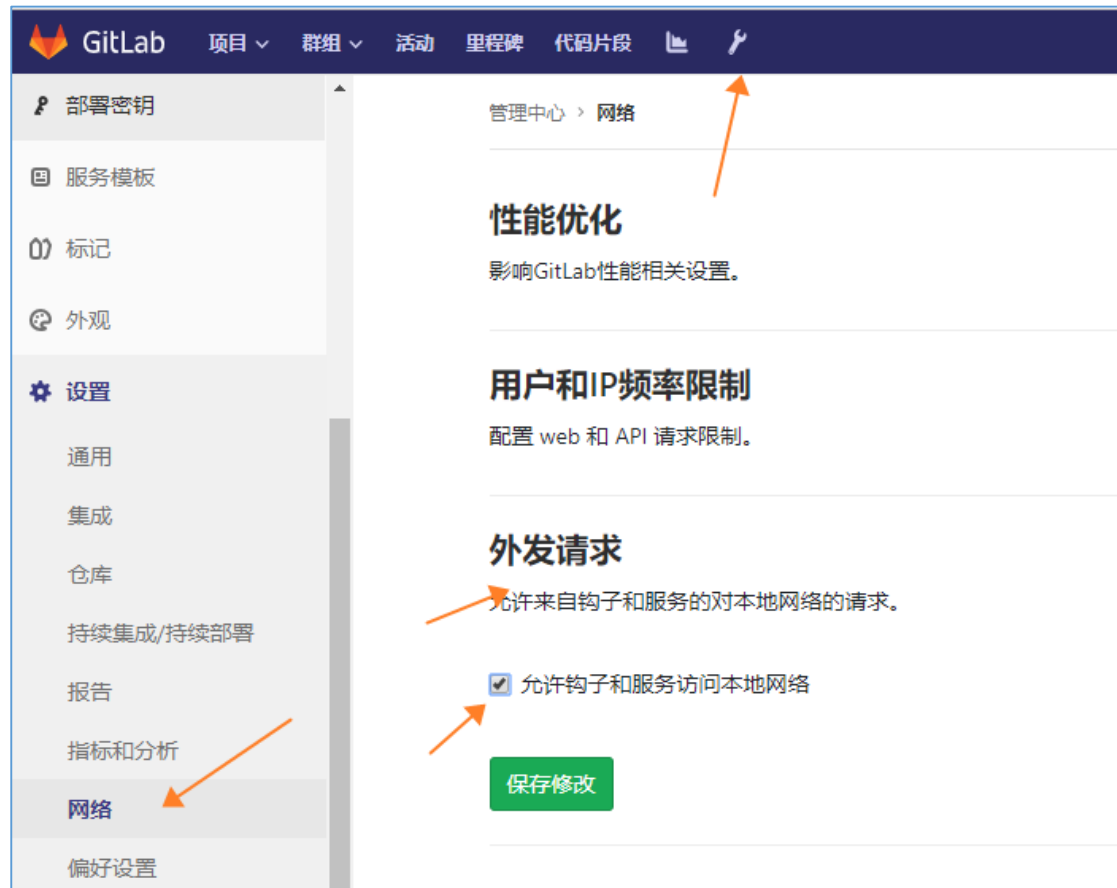 GitLab 项目 群组 活动 里程碑 代码片段
部署密钥
服务模板
标记
外观
设置
通用
集成
仓库
持续集成/持续部署
报告
指标和分析
网络
偏好设置
管理中心 > 网络
性能优化
影响GitLab性能相关设置。
用户和IP频率限制
配置 web 和 API 请求限制。
外发请求
允许来自钩子和服务的对本地网络的请求。
允许钩子和服务访问本地网络
保存修改